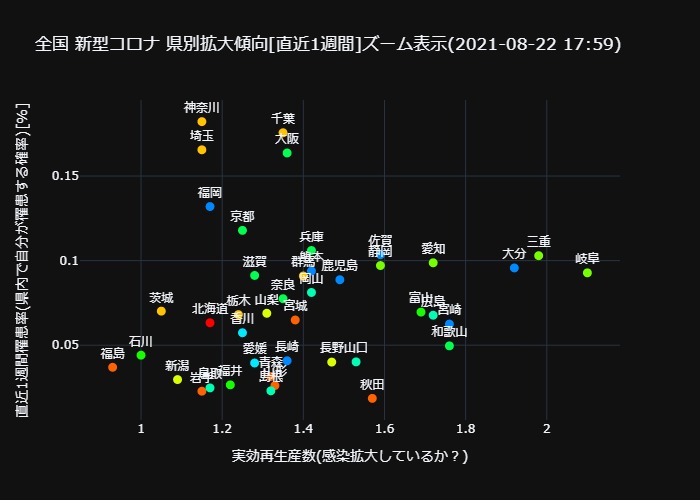 全国 新型コロナ 県別拡大傾向[直近1週間]ズーム表示(2021-08-22 17:59)
直近1週間罹患率(県内で自分が罹患する確率)[%]
神奈川
千葉
埼玉
大阪
0.15
福岡
京都
兵庫
佐賀
三重
静岡
愛知
大分
熊本
岐阜
0.1
滋賀
群馬
鹿児島
岡山
奈良
茨城
栃木
山梨
富山
広島
北海道
宮城
宮崎
香川
和歌山
0.05
石川
愛媛
長崎
長野
山口
福島
新潟
青森
岩手
鳥取
福井
山形
島根
秋田
1
1.2
1.4
1.6
1.8
2
実効再生産数(感染拡大しているか？)